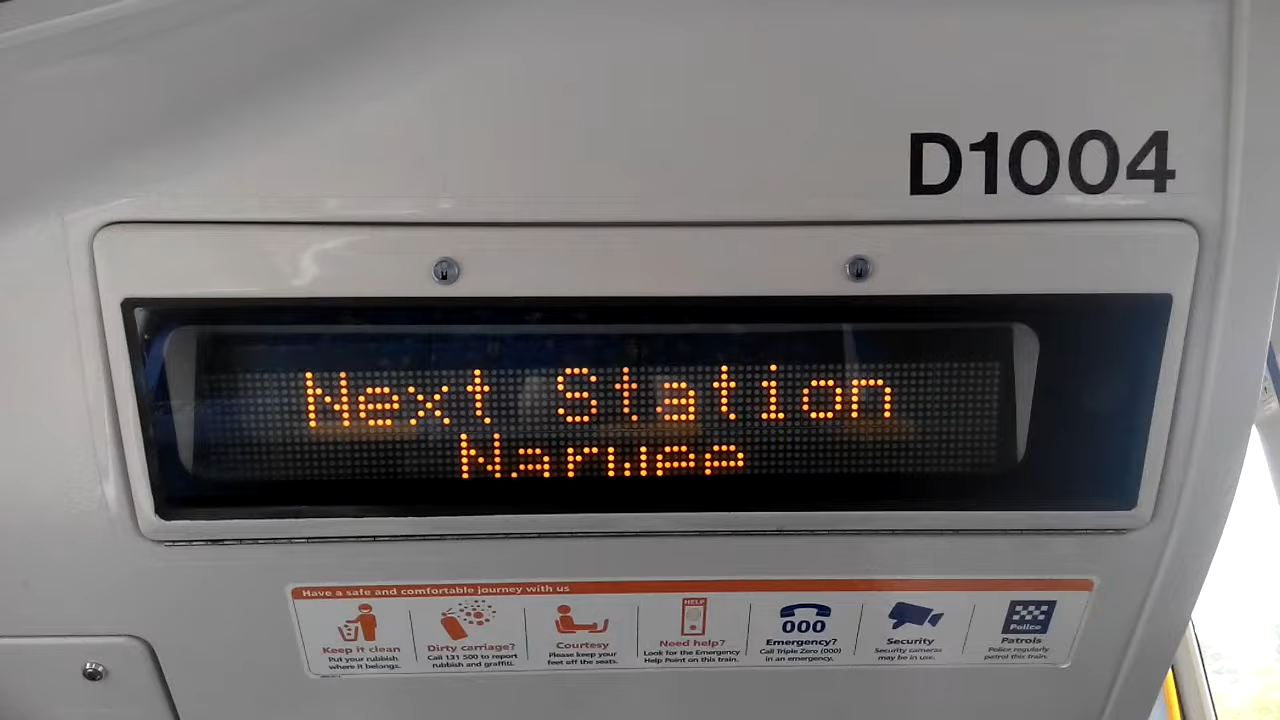 D1004
Next Station
Narwee
Have a safe and comfortable journey with us
Keep it clean
Put your rubbish
where it belongs.
Dirty carriage?
Call 131 500 to report
rubbish and graffiti.
Courtesy
Please keep your
feet off the seats.
HELP
Need help?
Look for the Emergency
Help Point on this train.
000
Emergency?
Call Triple Zero (000)
in an emergency.
Security
Security cameras
may be in use.
Police
Patrols
Police regularly
patrol this train.